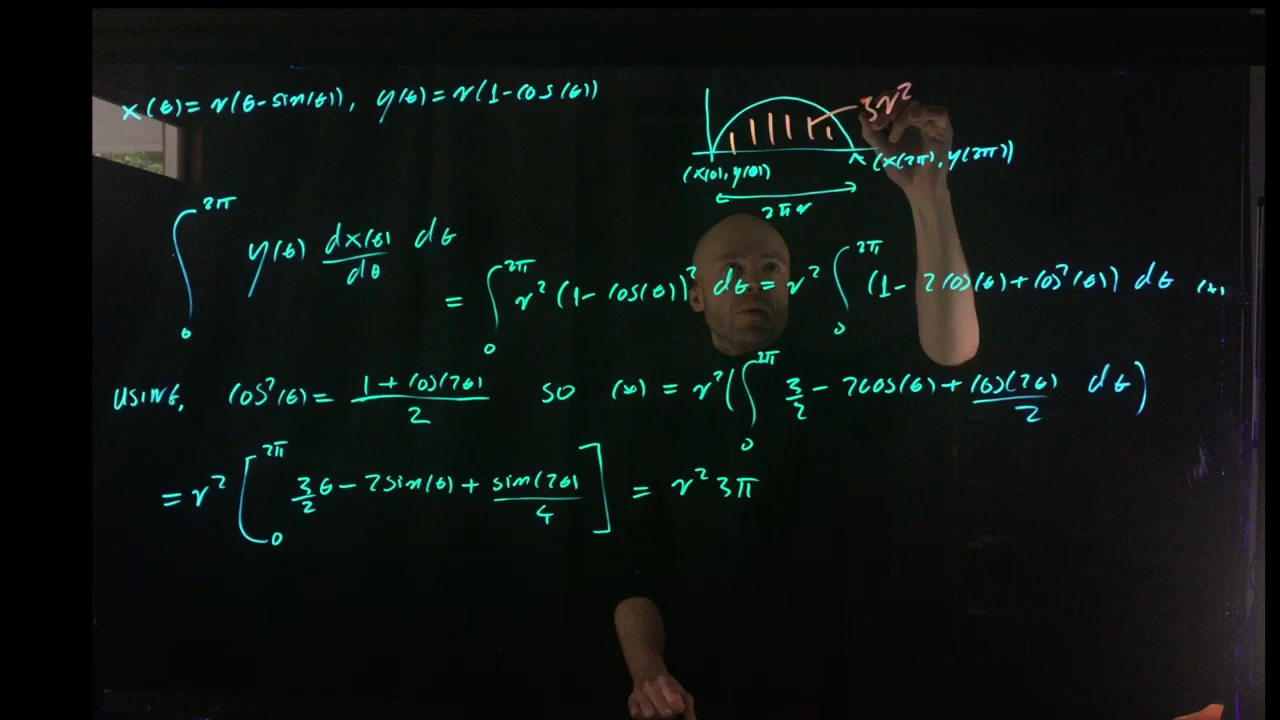 x(θ) = r(θ-sin(θ)), y(θ) = r(1-cos(θ))
3r²
(x(0), y(0))
(x(2π), y(2π))
2πr
∫₀^2π y(θ) dx(θ)/dθ dθ
= ∫₀^2π r² (1-cos(θ))² dθ = r² ∫₀^2π (1-2cos(θ)+cos²(θ)) dθ (*)
USING, cos²(θ) = (1+cos(2θ))/2 so (*) = r² (∫₀^2π 3/2 - 2cos(θ) + cos(2θ)/2 dθ)
= r² [₀^2π 3/2 θ - 2sin(θ) + sin(2θ)/4] = r² 3π